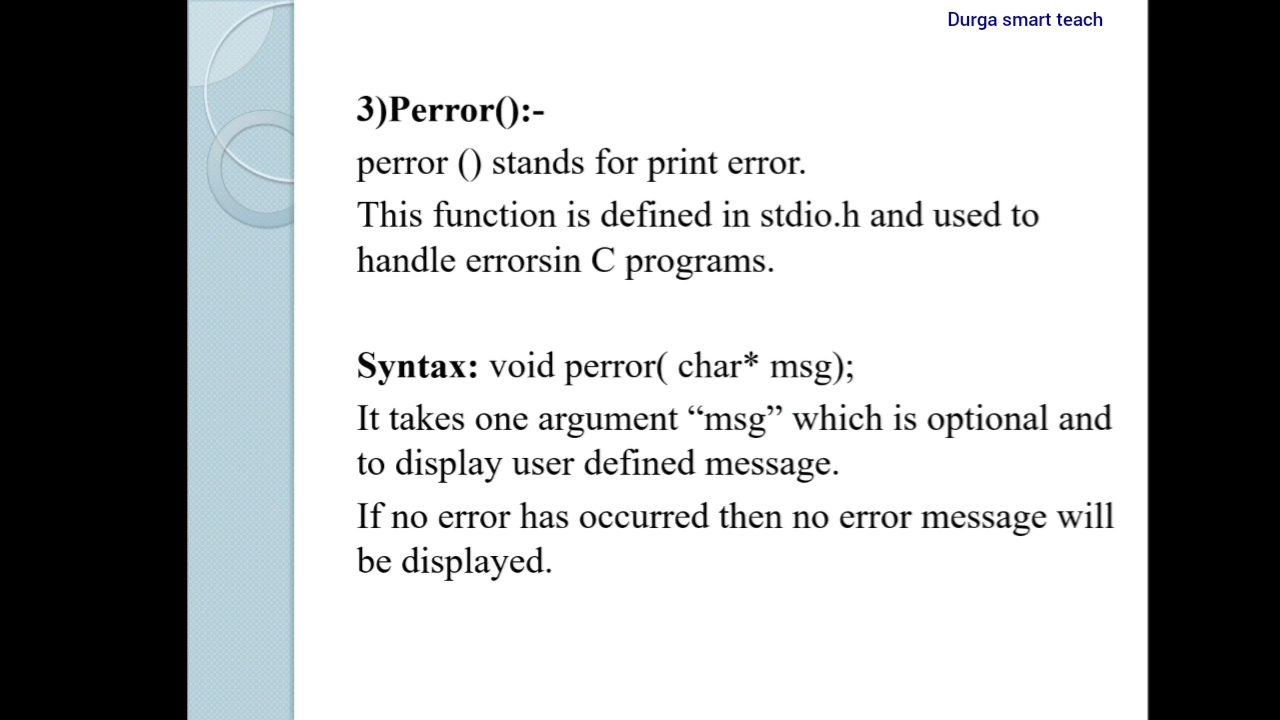 Durga smart teach
3)Perror():-
perror () stands for print error.
This function is defined in stdio.h and used to
handle errorsin C programs.
Syntax: void perror( char* msg);
It takes one argument “msg” which is optional and
to display user defined message.
If no error has occurred then no error message will
be displayed.